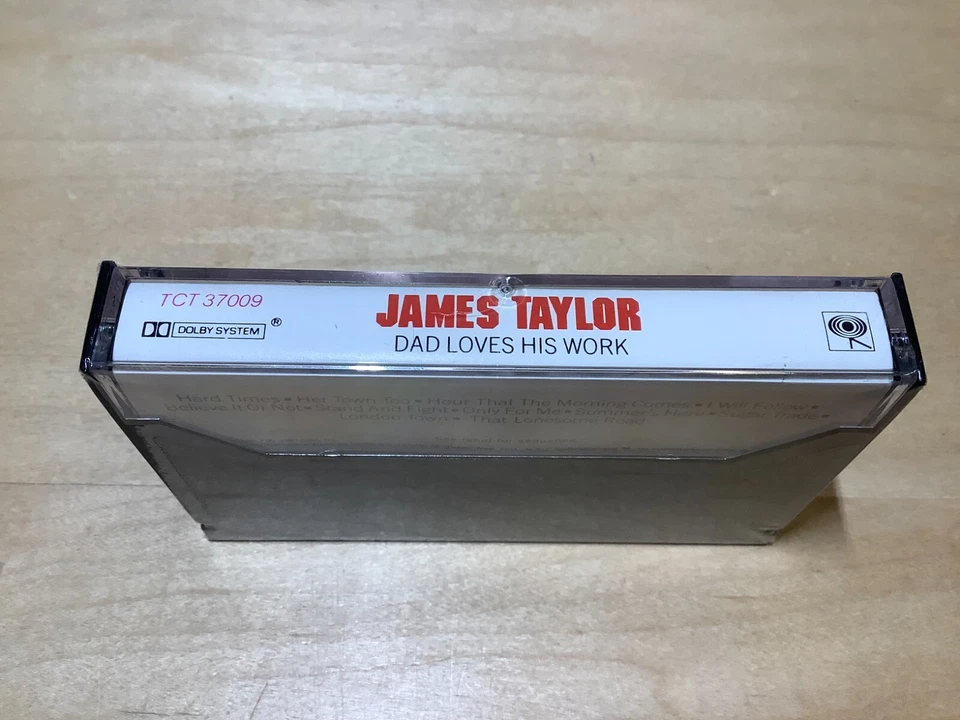 TCT 37009
DOLBY SYSTEM ®
JAMES TAYLOR
DAD LOVES HIS WORK
Hard Times • Her Town Too • Hour That The Morning Comes • I Will Follow •
Believe It Or Not • Stand And Fight • Only For Me • Summer's Here • Sugar Trade •
London Town • That Lonesome Road